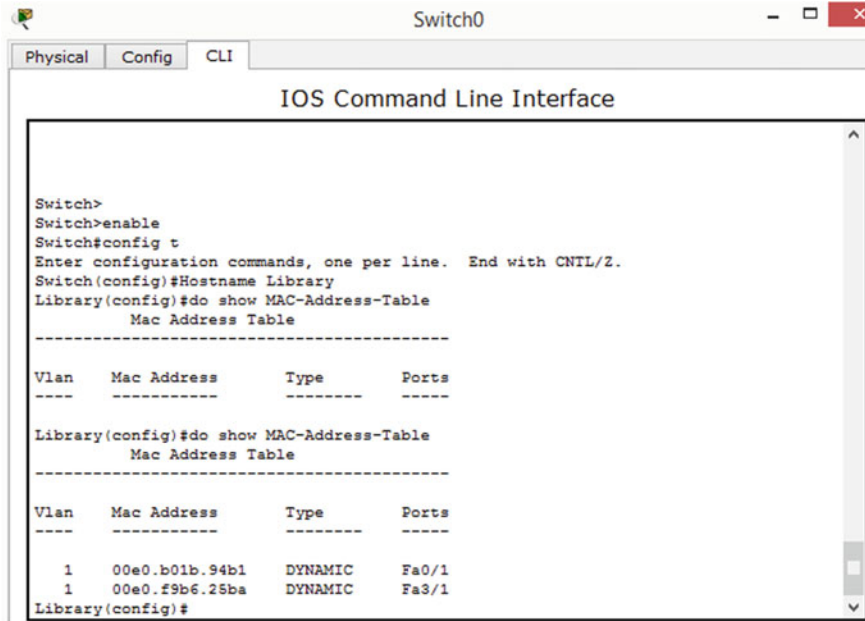 Switch0
Physical Config CLI
IOS Command Line Interface
Switch>
Switch>enable
Switch#config t
Enter configuration commands, one per line.  End with CNTL/Z.
Switch(config)#Hostname Library
Library(config)#do show MAC-Address-Table
          Mac Address Table
-------------------------------------------

Vlan    Mac Address       Type        Ports
----    -----------       --------    -----

Library(config)#do show MAC-Address-Table
          Mac Address Table
-------------------------------------------

Vlan    Mac Address       Type        Ports
----    -----------       --------    -----

   1    00e0.b01b.94b1    DYNAMIC     Fa0/1
   1    00e0.f9b6.25ba    DYNAMIC     Fa3/1
Library(config)#